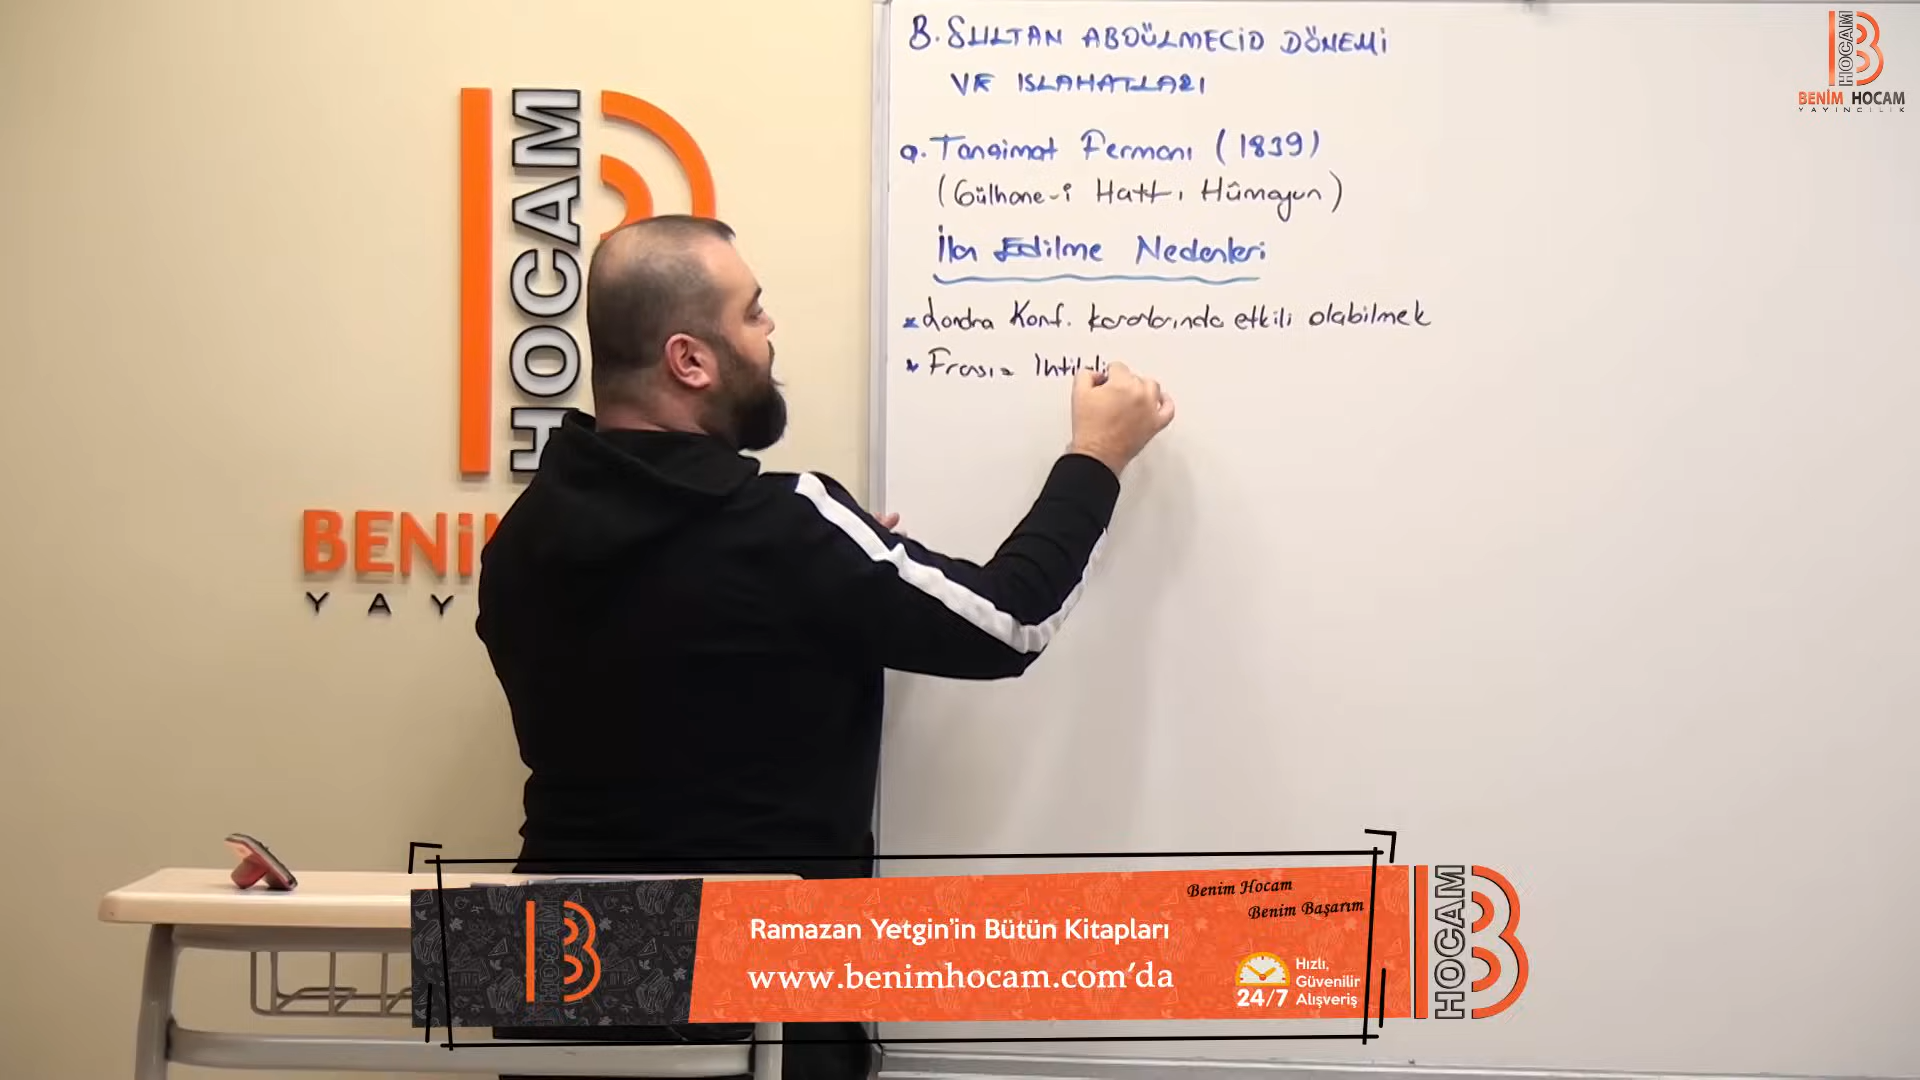 B. SULTAN ABDÜLMECİD DÖNEMİ
VE ISLAHATLARI
a. Tanzimat Fermanı (1839)
(Gülhane-i Hatt-ı Hümayun)
İlan Edilme Nedenleri
* Londra Konf. kararlarında etkili olabilmek
* Fransız İhtilali
HOCAM
BENİM HOCAM
YAYINCILIK
HOCAM
BENİ
YAY
HOCAM
Ramazan Yetgin'in Bütün Kitapları
www.benimhocam.com'da
Benim Hocam
Benim Başarım
24/7
Hızlı,
Güvenilir
Alışveriş
HOCAM